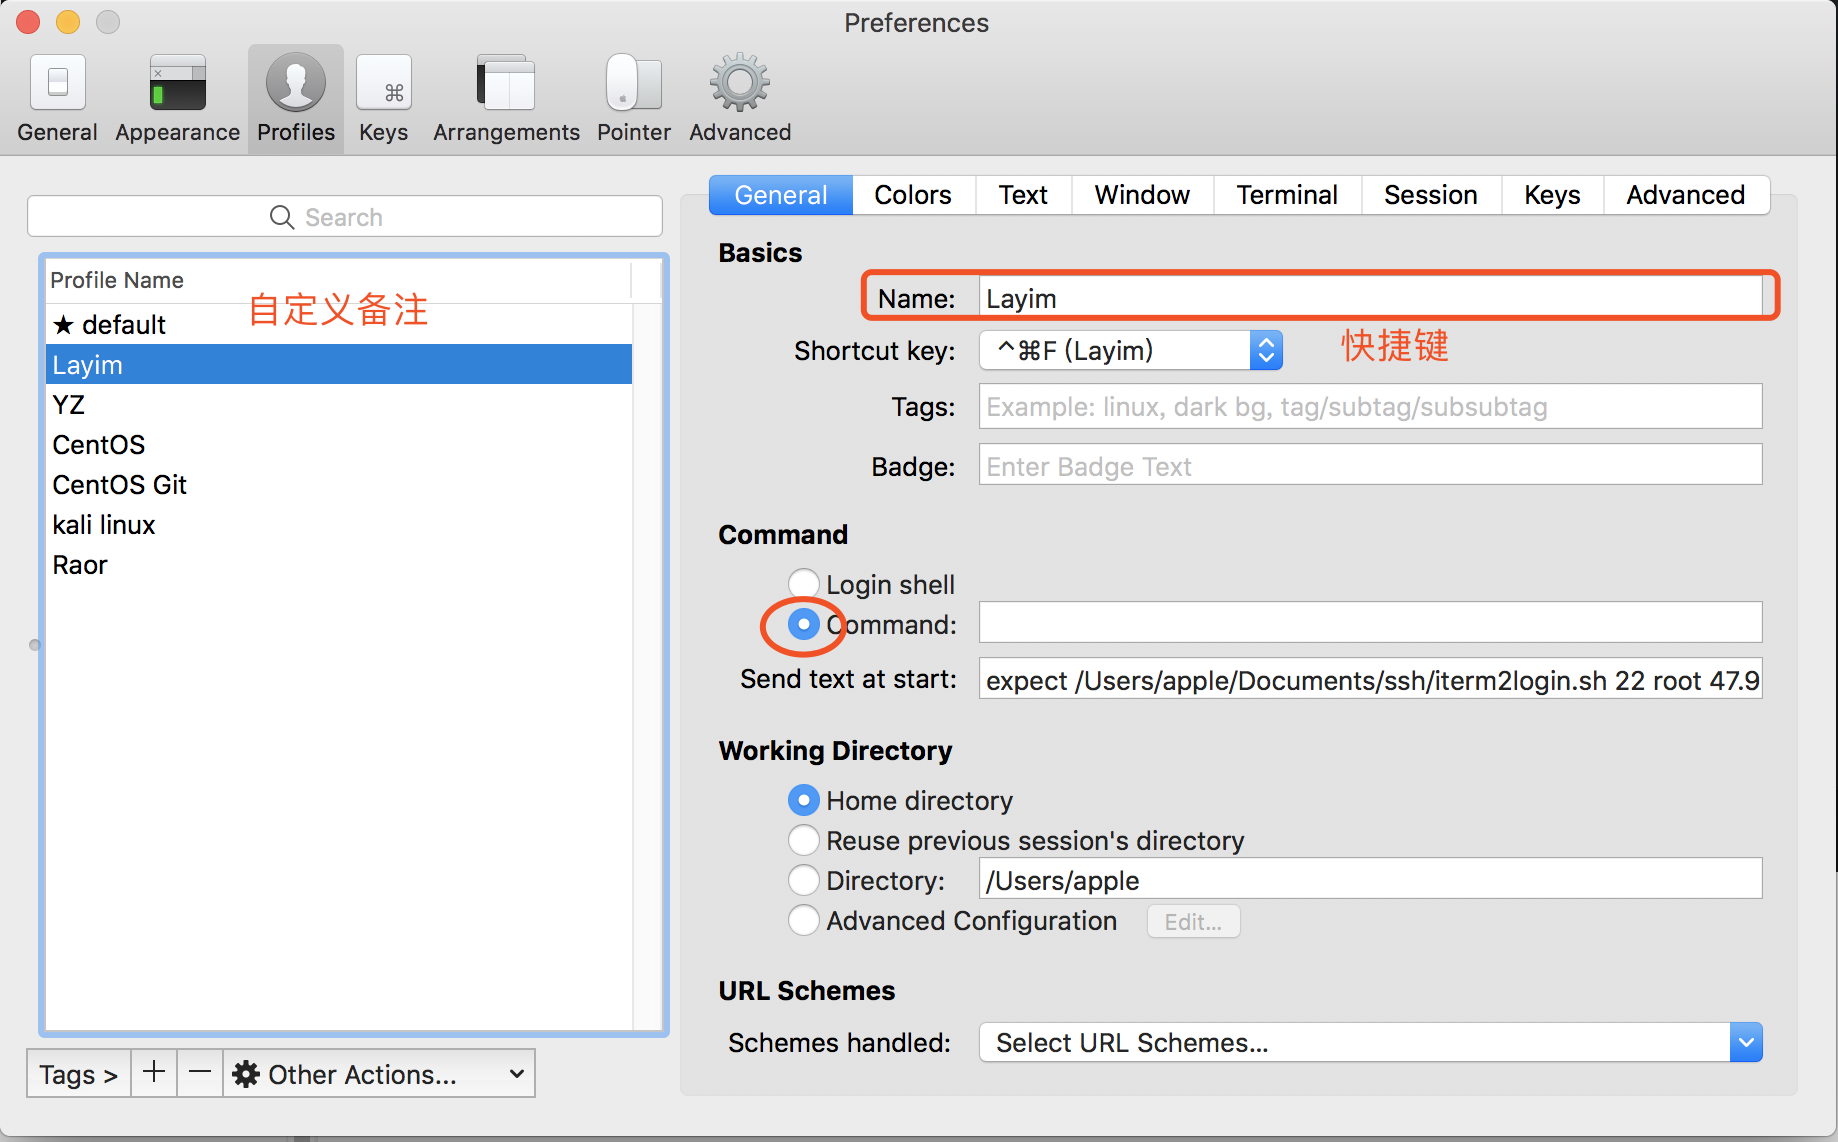 Preferences
General Appearance Profiles Keys Arrangements Pointer Advanced
Search
Profile Name
自定义备注
★ default
Layim
YZ
CentOS
CentOS Git
kali linux
Raor
Tags > + − Other Actions...
General Colors Text Window Terminal Session Keys Advanced
Basics
Name: Layim
Shortcut key: ^⌘F (Layim) 快捷键
Tags: Example: linux, dark bg, tag/subtag/subsubtag
Badge: Enter Badge Text
Command
Login shell
Command:
Send text at start: expect /Users/apple/Documents/ssh/iterm2login.sh 22 root 47.9
Working Directory
Home directory
Reuse previous session's directory
Directory: /Users/apple
Advanced Configuration Edit...
URL Schemes
Schemes handled: Select URL Schemes...